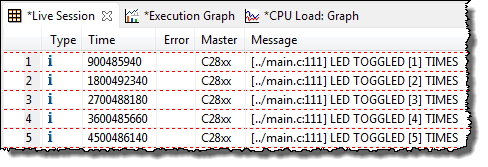 *Live Session *Execution Graph *CPU Load: Graph
Type Time Error Master Message
1 i 900485940 C28xx [../main.c:111] LED TOGGLED [1] TIMES
2 i 1800492340 C28xx [../main.c:111] LED TOGGLED [2] TIMES
3 i 2700488180 C28xx [../main.c:111] LED TOGGLED [3] TIMES
4 i 3600485660 C28xx [../main.c:111] LED TOGGLED [4] TIMES
5 i 4500486140 C28xx [../main.c:111] LED TOGGLED [5] TIMES